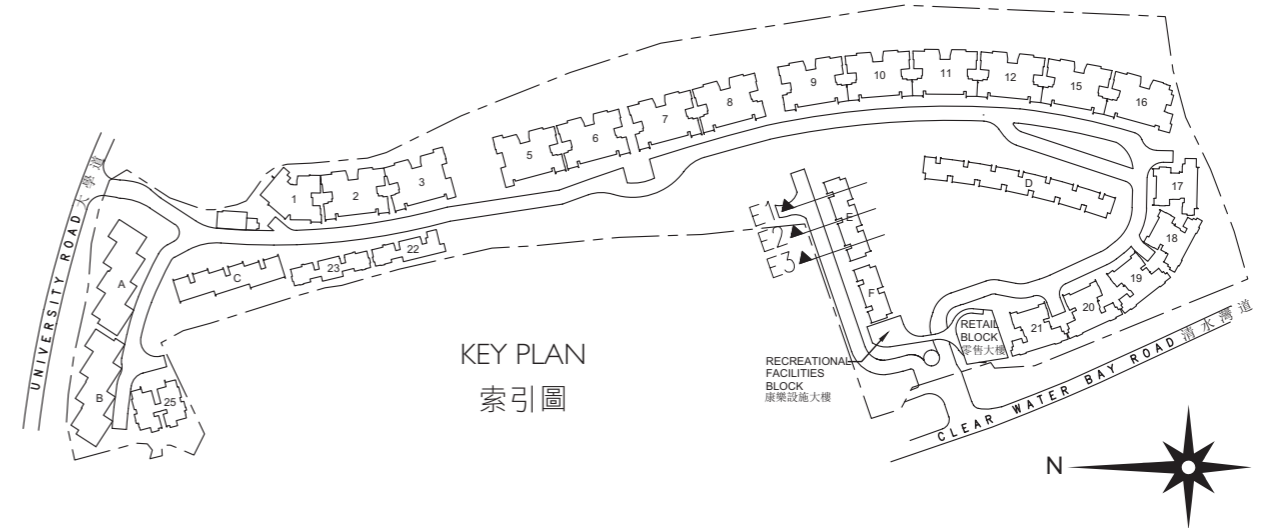 9
10
11
12
15
16
8
7
6
5
3
2
1
17
18
19
20
21
D
E1
E2
E3
E
F
22
23
C
A
B
25
UNIVERSITY ROAD 大學道
KEY PLAN
索引圖
RETAIL
BLOCK
零售大樓
RECREATIONAL
FACILITIES
BLOCK
康樂設施大樓
CLEAR WATER BAY ROAD 清水灣道
N